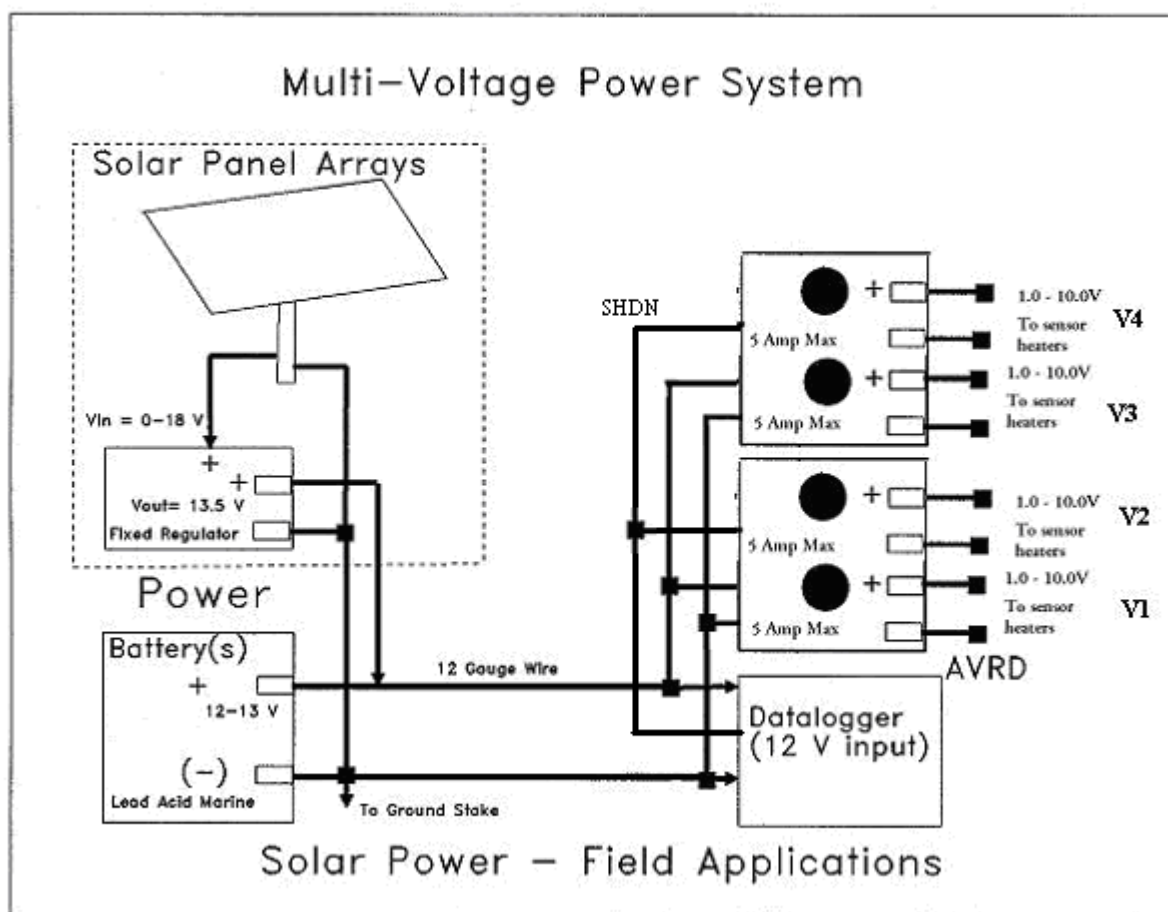 Multi-Voltage Power System
Solar Panel Arrays
VIn = 0-18 V
+
+
Vout= 13.5 V
Fixed Regulator
Power
Battery(s)
+
12-13 V
(-)
Lead Acid Marine
12 Gauge Wire
To Ground Stake
SHDN
+
1.0 - 10.0V
V4
5 Amp Max
To sensor
heaters
+
1.0 - 10.0V
V3
5 Amp Max
To sensor
heaters
+
1.0 - 10.0V
V2
5 Amp Max
To sensor
heaters
+
1.0 - 10.0V
V1
5 Amp Max
To sensor
heaters
AVRD
Datalogger
(12 V input)
Solar Power - Field Applications